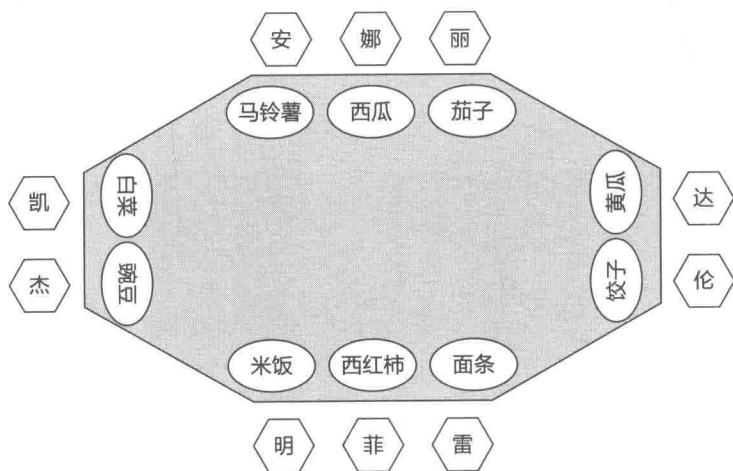 安 娜 丽
马铃薯 西瓜 茄子
凯 白菜 黄瓜 达
杰 豌豆 饺子 伦
米饭 西红柿 面条
明 菲 雷